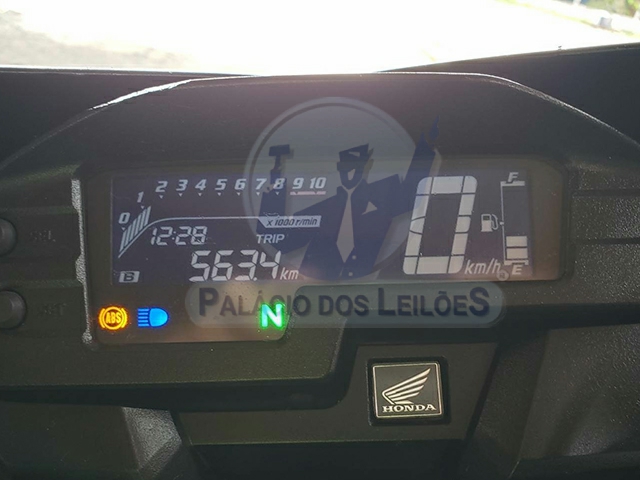 0 1 2 3 4 5 6 7 8 9 10
x 1000 r/min
12:28
TRIP
563.4 km
B
0 km/h
F
E
ABS
N
PALÁCIO DOS LEILÕES
HONDA